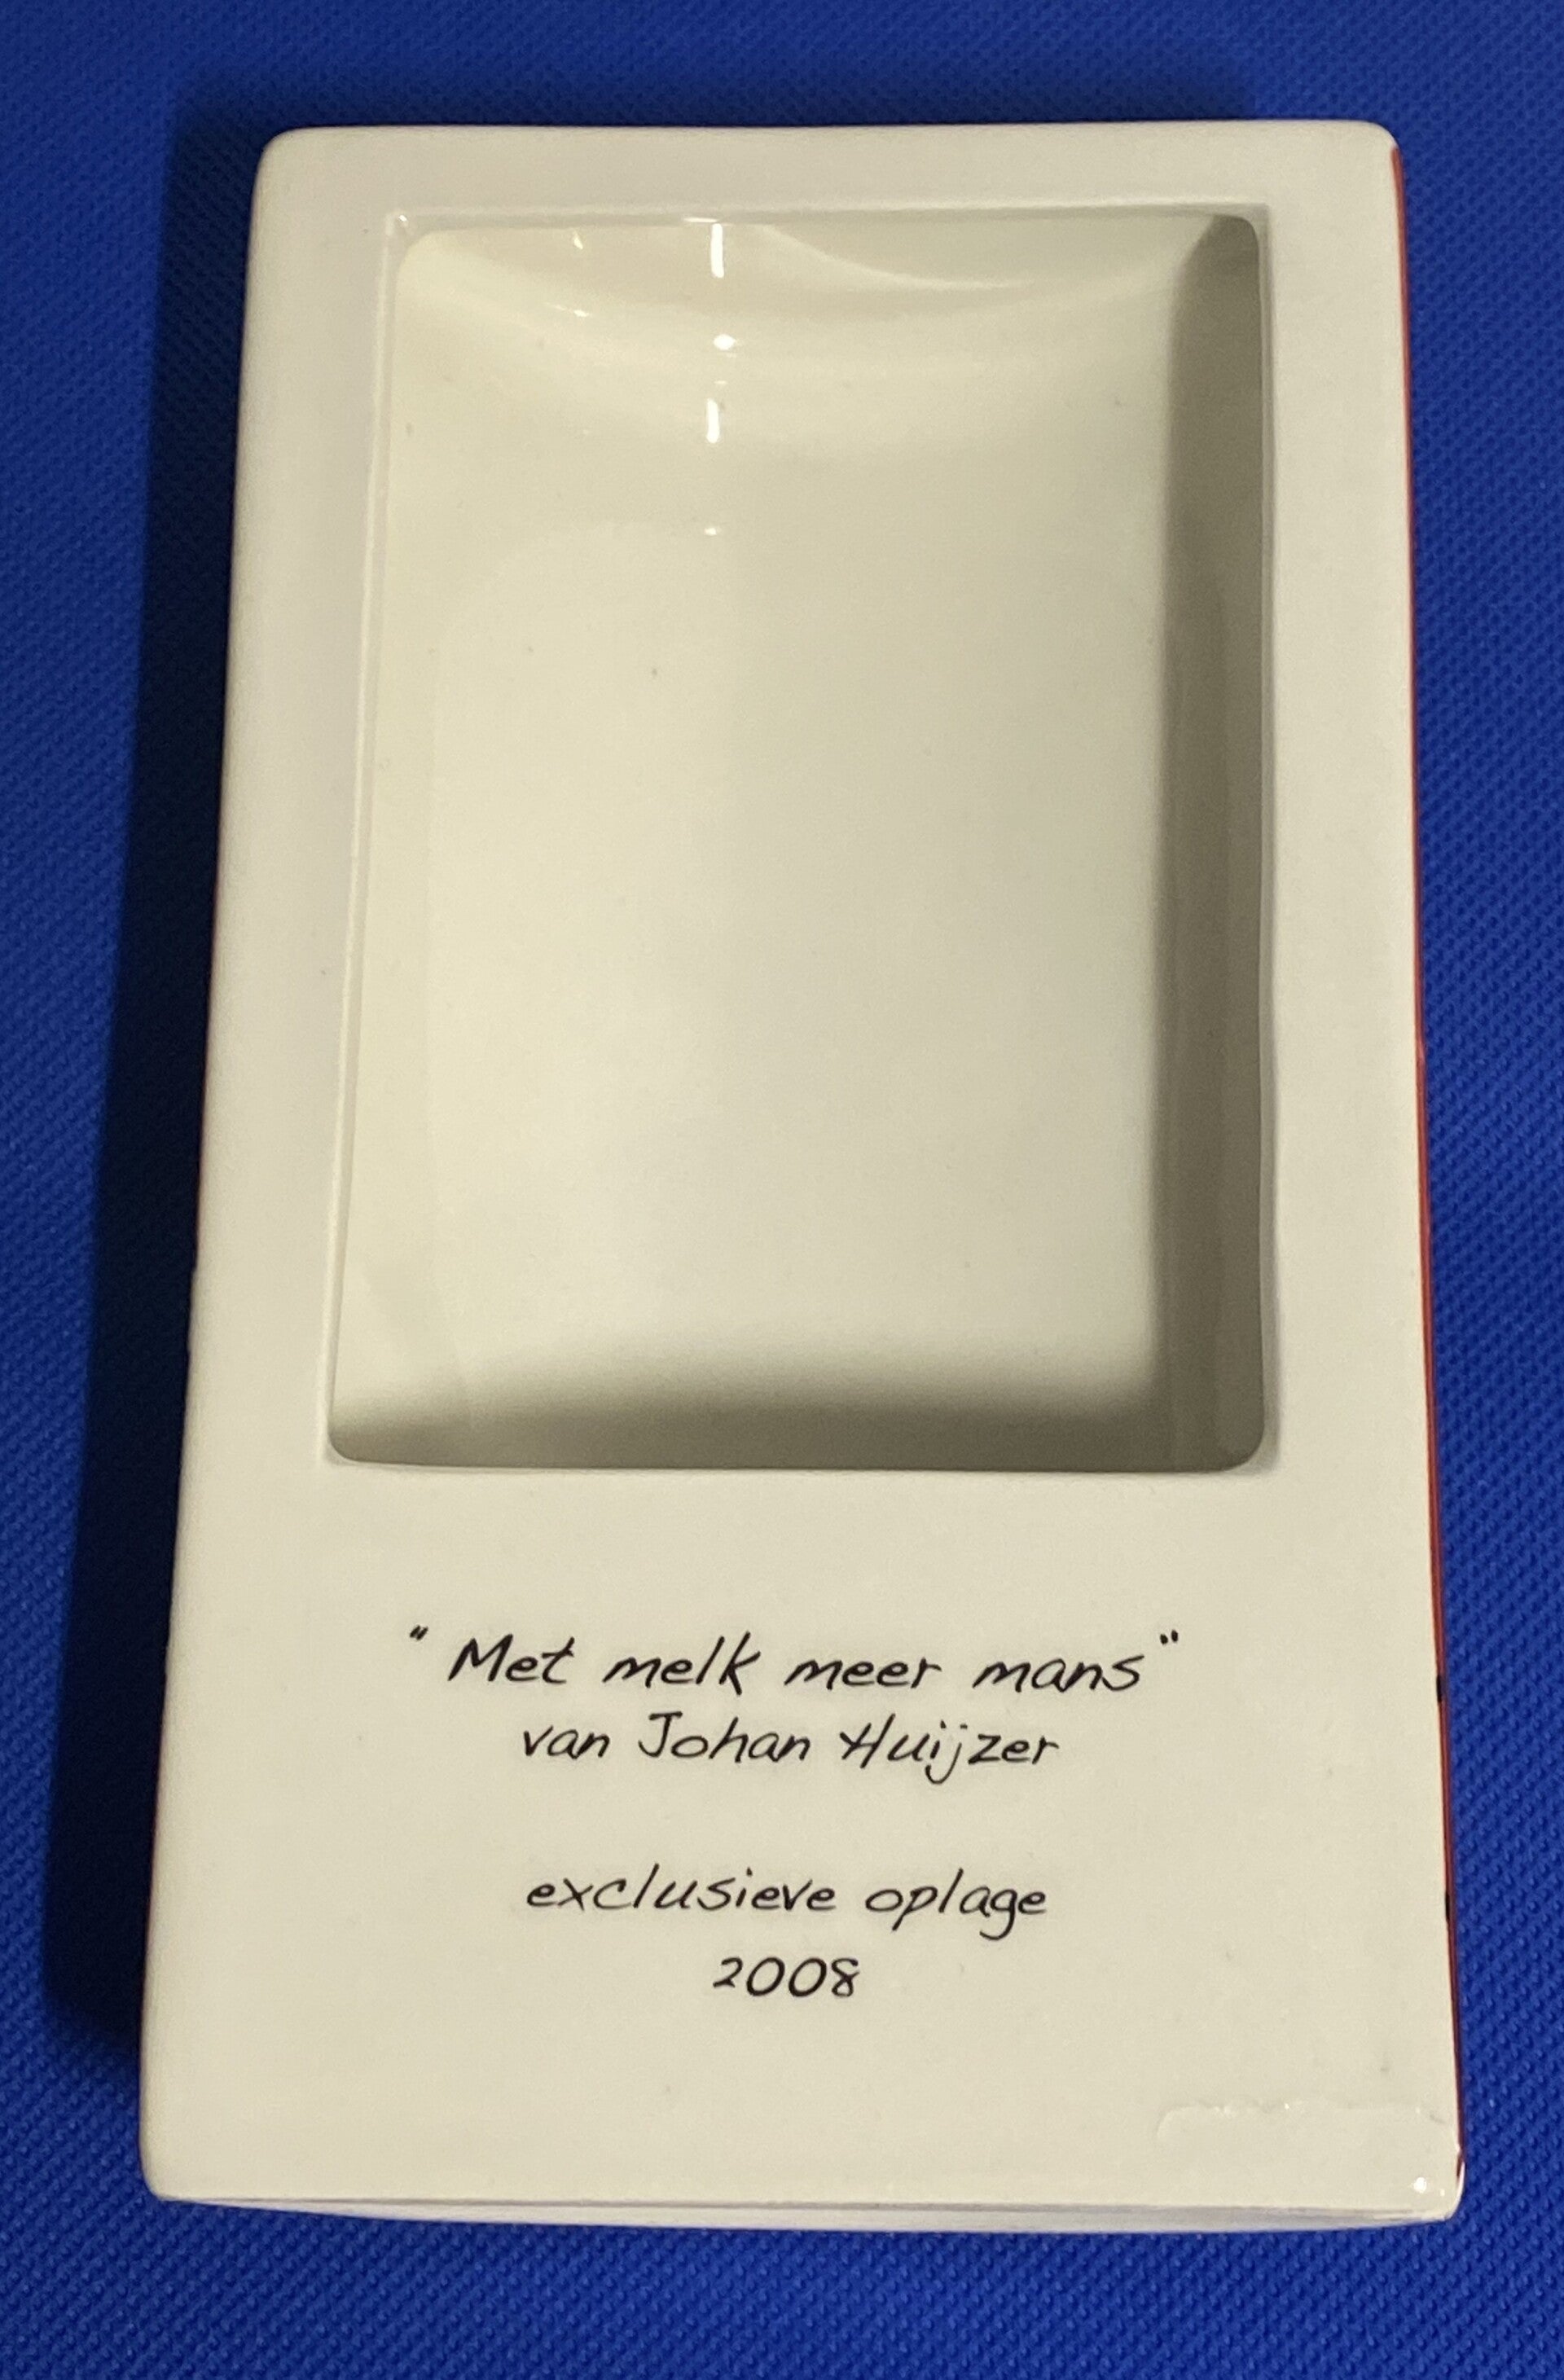 "Met melk meer mans"
van Johan Huijzer
exclusieve oplage
2008